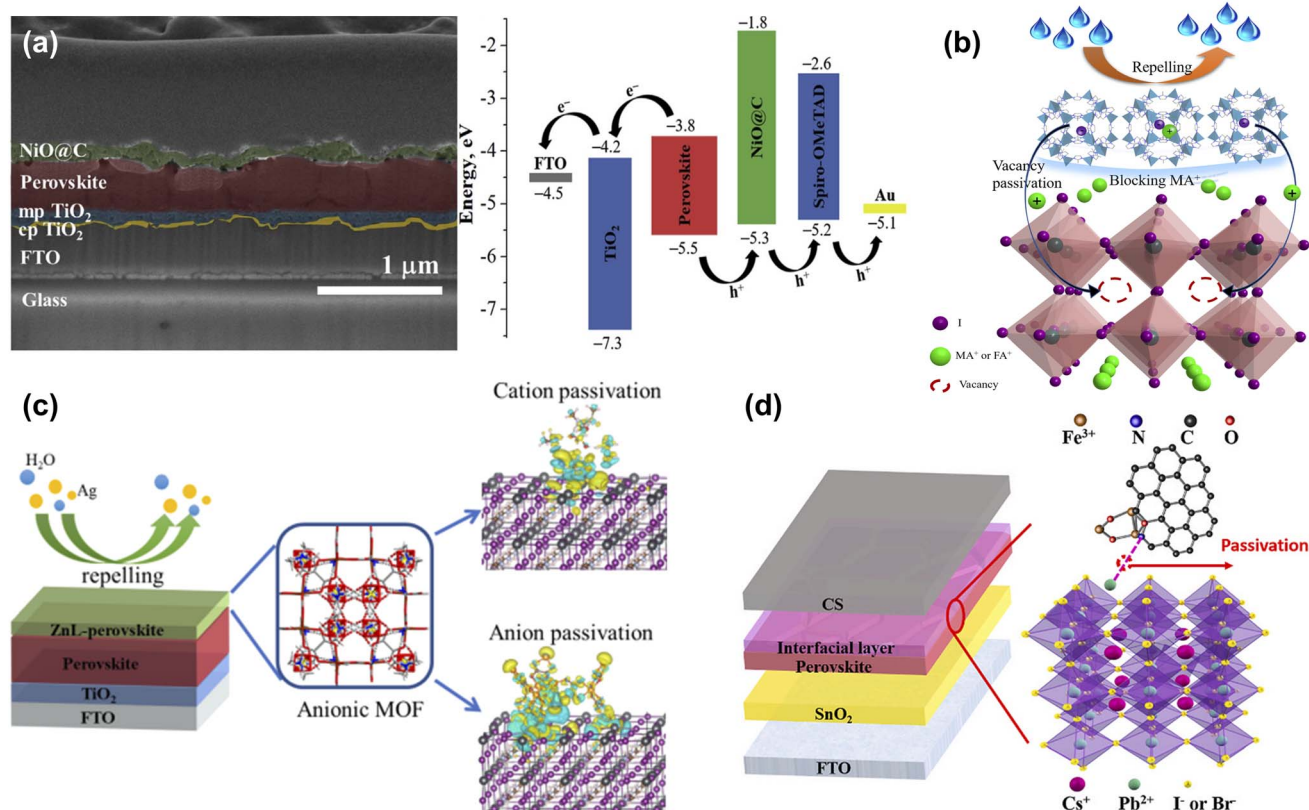 (a)
NiO@C
Perovskite
mp TiO₂
cp TiO₂
FTO
1 μm
Glass
Energy, eV
−2
−3
−4
−5
−6
−7
e⁻
e⁻
FTO
−4.5
−4.2
TiO₂
−7.3
−3.8
Perovskite
−5.5
−1.8
NiO@C
−5.3
−2.6
Spiro-OMeTAD
−5.2
Au
−5.1
h⁺
h⁺
h⁺
(b)
Repelling
+
Vacancy
passivation
Blocking MA⁺
+
+
I
MA⁺ or FA⁺
Vacancy
(c)
H₂O
Ag
repelling
ZnL-perovskite
Perovskite
TiO₂
FTO
Anionic MOF
Cation passivation
Anion passivation
(d)
Fe³⁺ N C O
Passivation
CS
Interfacial layer
Perovskite
SnO₂
FTO
Cs⁺ Pb²⁺ I⁻ or Br⁻